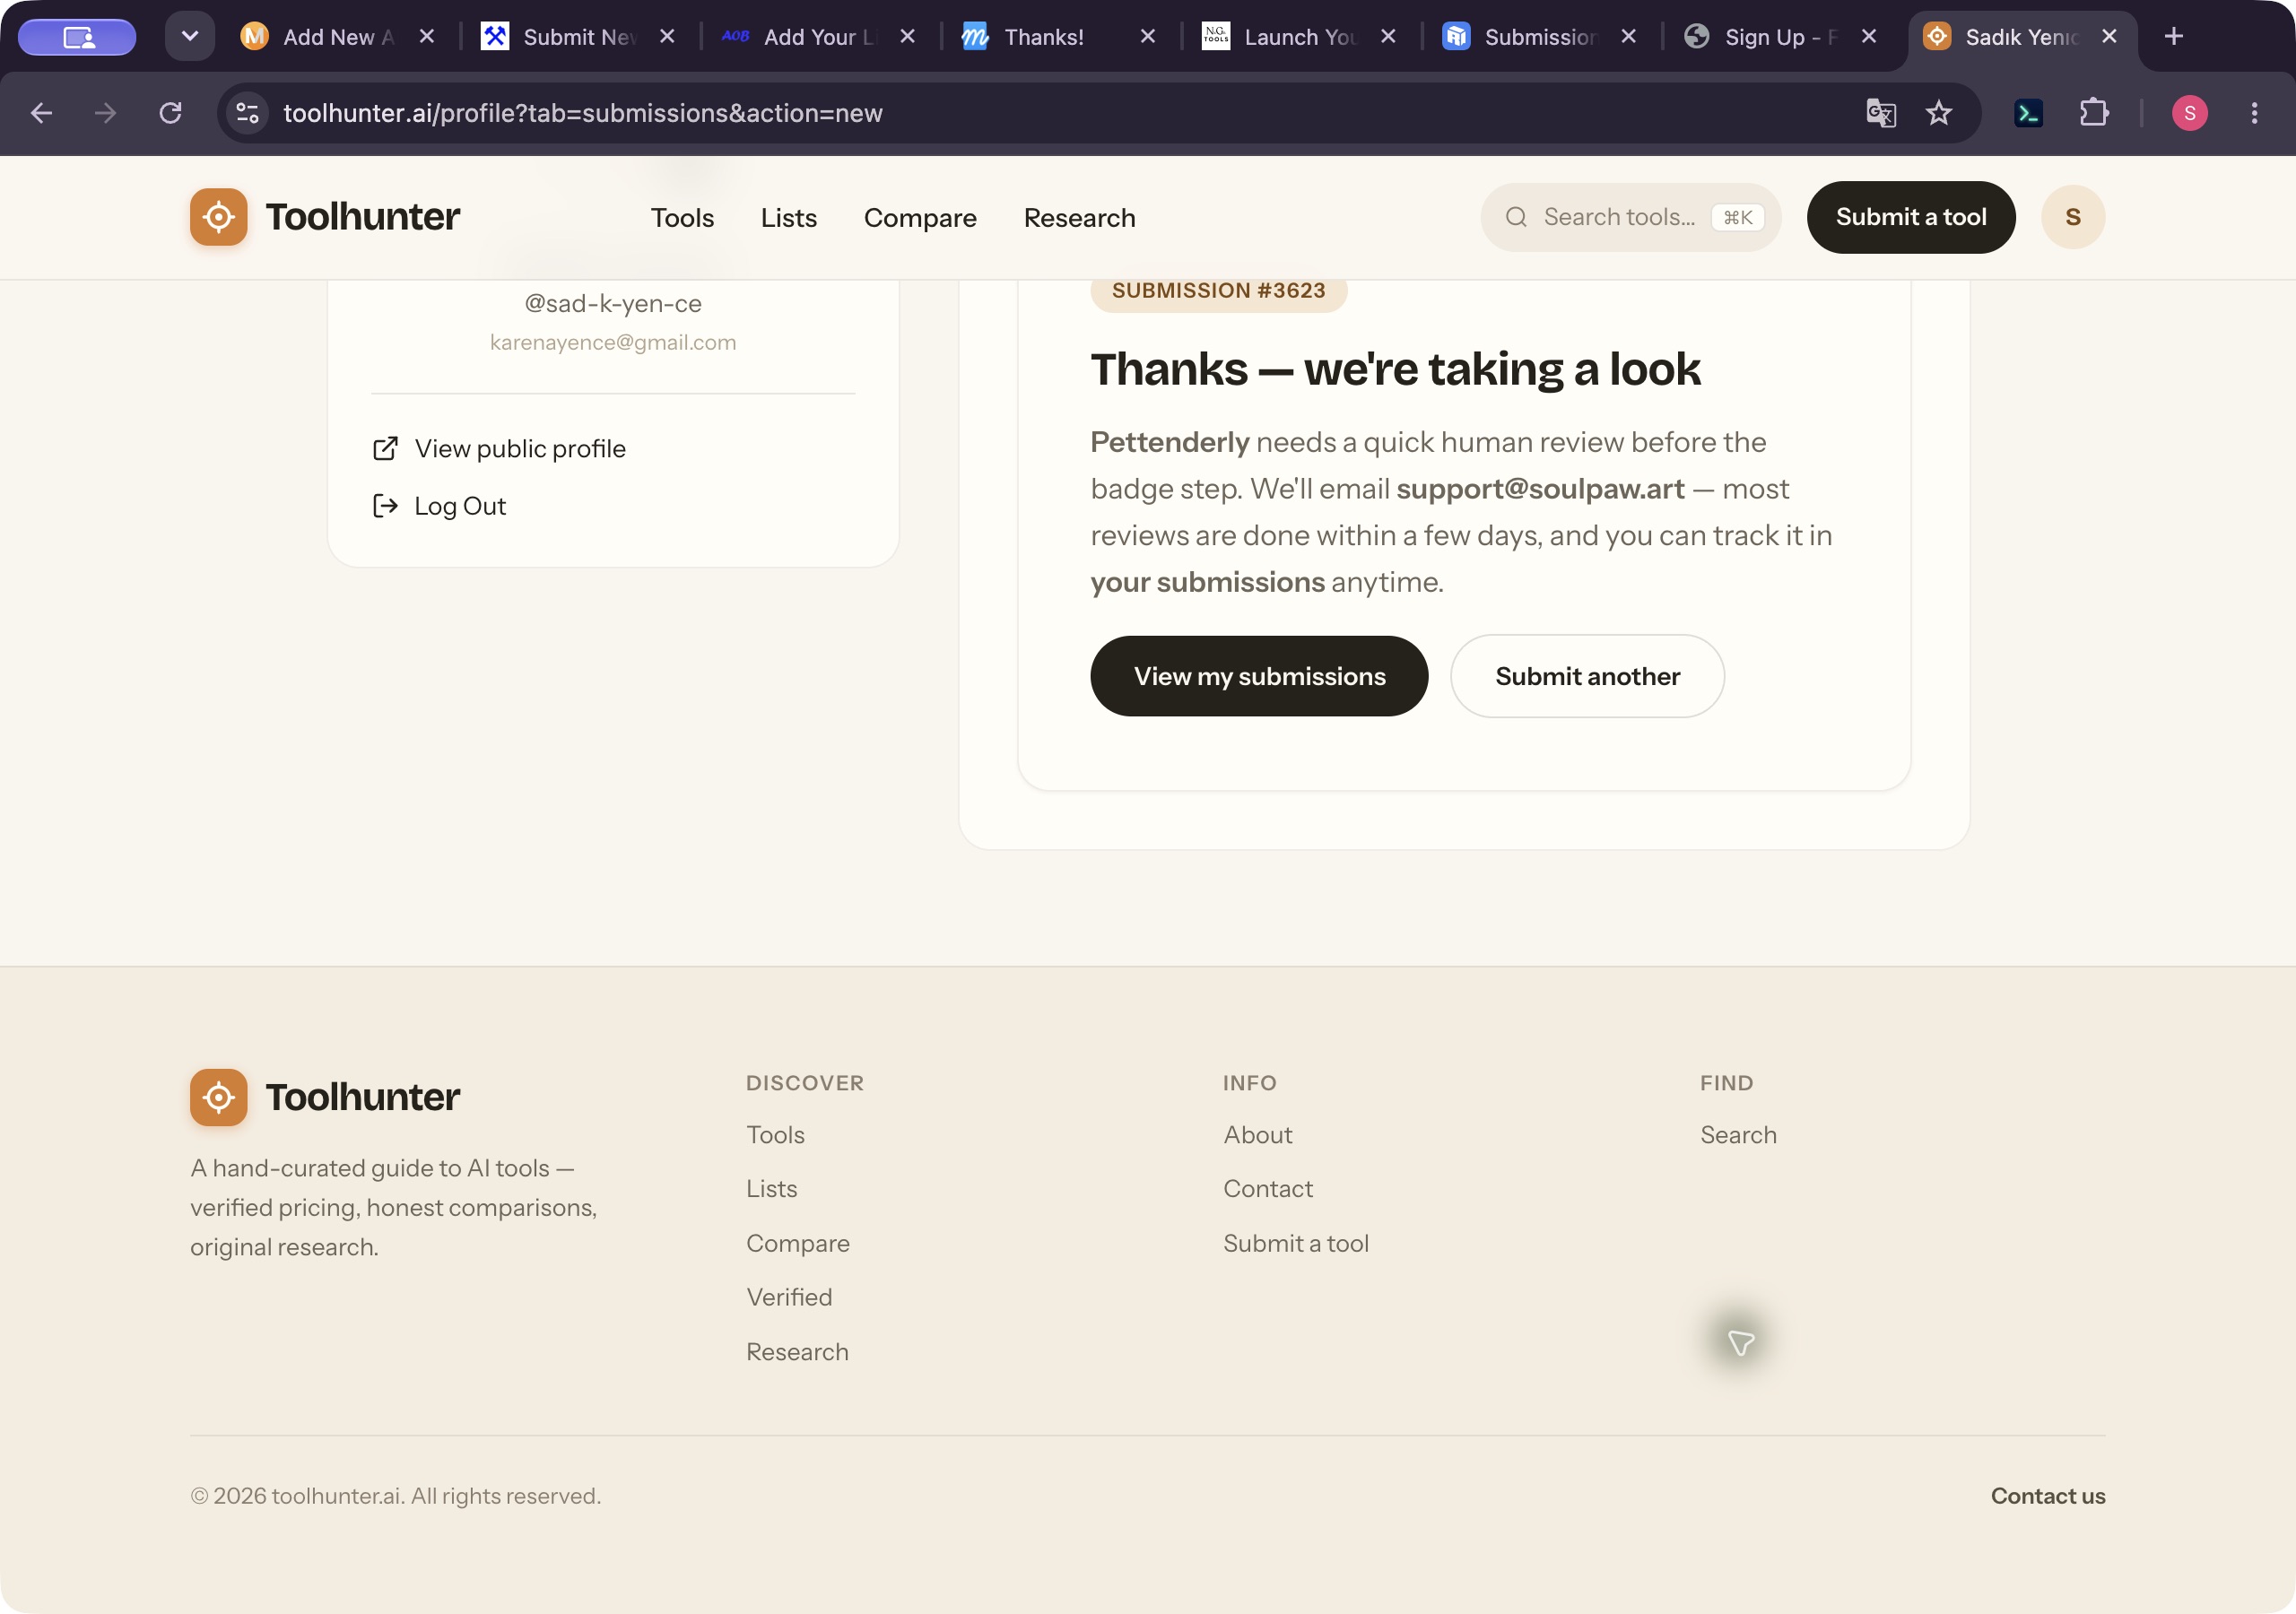 Add New A
Submit New
AOB
Add Your Li
Thanks!
N.G. TOOLS
Launch You
Submission
Sign Up - F
Sadık Yenic
toolhunter.ai/profile?tab=submissions&action=new
S
Toolhunter
Tools
Lists
Compare
Research
Search tools...
⌘K
Submit a tool
S
@sad-k-yen-ce
karenayence@gmail.com
View public profile
Log Out
SUBMISSION #3623
Thanks — we're taking a look
Pettenderly needs a quick human review before the
badge step. We'll email support@soulpaw.art — most
reviews are done within a few days, and you can track it in
your submissions anytime.
View my submissions
Submit another
Toolhunter
A hand-curated guide to AI tools —
verified pricing, honest comparisons,
original research.
DISCOVER
Tools
Lists
Compare
Verified
Research
INFO
About
Contact
Submit a tool
FIND
Search
© 2026 toolhunter.ai. All rights reserved.
Contact us